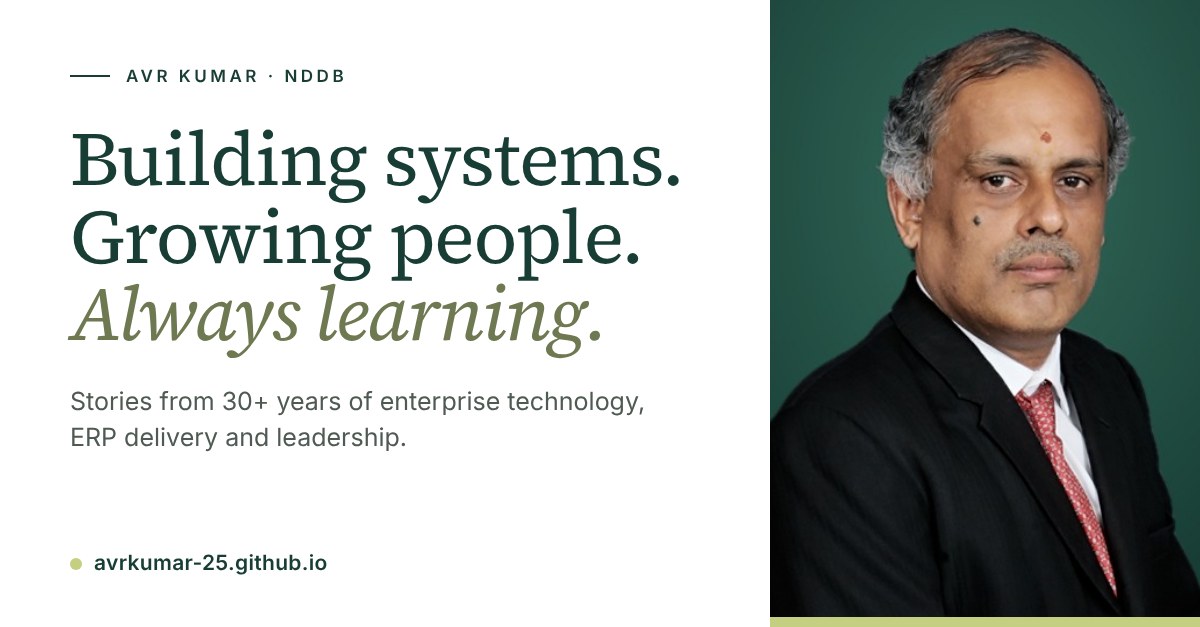 AVR KUMAR · NDDB
Building systems.
Growing people.
Always learning.
Stories from 30+ years of enterprise technology,
ERP delivery and leadership.
avrkumar-25.github.io